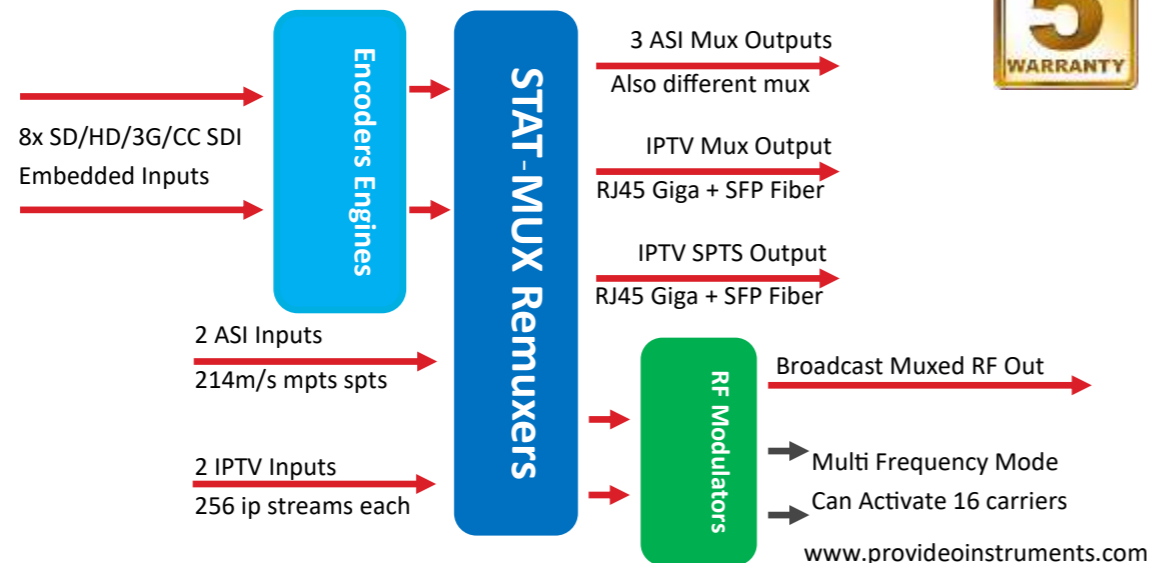 5
WARRANTY
8x SD/HD/3G/CC SDI
Embedded Inputs
Encoders Engines
STAT-MUX Remuxers
3 ASI Mux Outputs
Also different mux
IPTV Mux Output
RJ45 Giga + SFP Fiber
IPTV SPTS Output
RJ45 Giga + SFP Fiber
2 ASI Inputs
214m/s mpts spts
2 IPTV Inputs
256 ip streams each
RF Modulators
Broadcast Muxed RF Out
Multi Frequency Mode
Can Activate 16 carriers
www.provideoinstruments.com